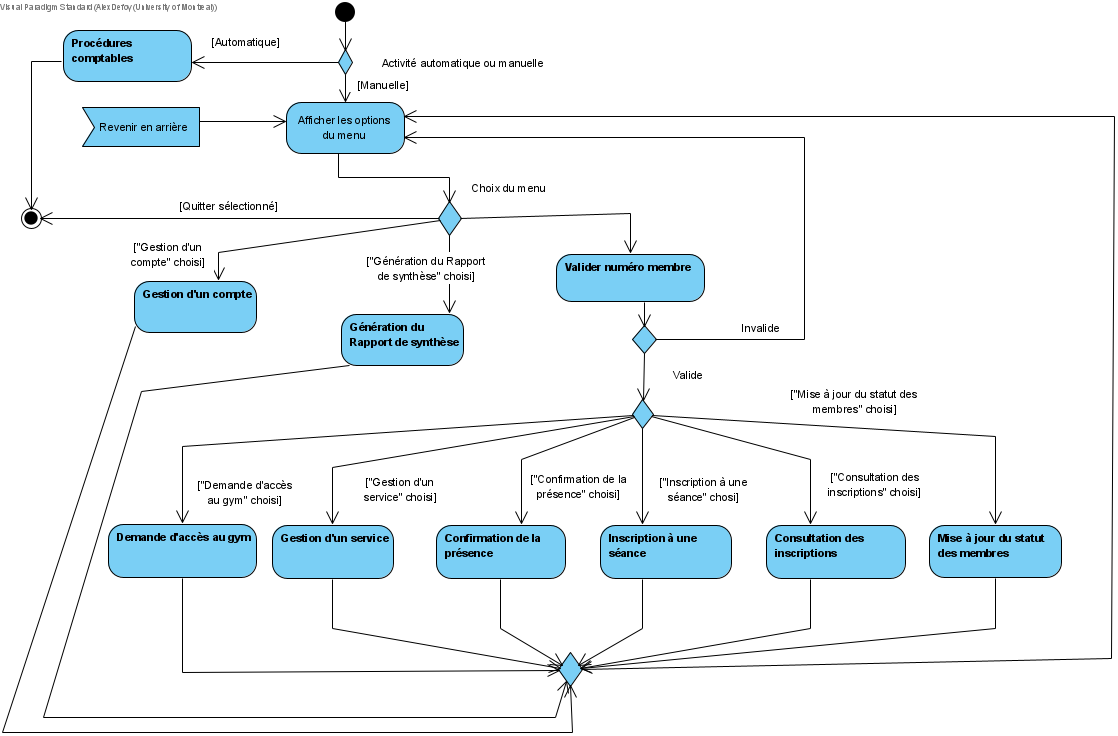 Visual Paradigm Standard (Alex Defoy (University of Montreal))
Procédures
comptables
[Automatique]
Activité automatique ou manuelle
[Manuelle]
Revenir en arrière
Afficher les options
du menu
Choix du menu
[Quitter sélectionné]
["Gestion d'un
compte" choisi]
["Génération du Rapport
de synthèse" choisi]
Valider numéro membre
Gestion d'un compte
Génération du
Rapport de synthèse
Invalide
Valide
["Mise à jour du statut des
membres" choisi]
["Demande d'accès
au gym" choisi]
["Gestion d'un
service" choisi]
["Confirmation de la
présence" choisi]
["Inscription à une
séance" chosi]
["Consultation des
inscriptions" choisi]
Demande d'accès au gym
Gestion d'un service
Confirmation de la
présence
Inscription à une
séance
Consultation des
inscriptions
Mise à jour du statut
des membres